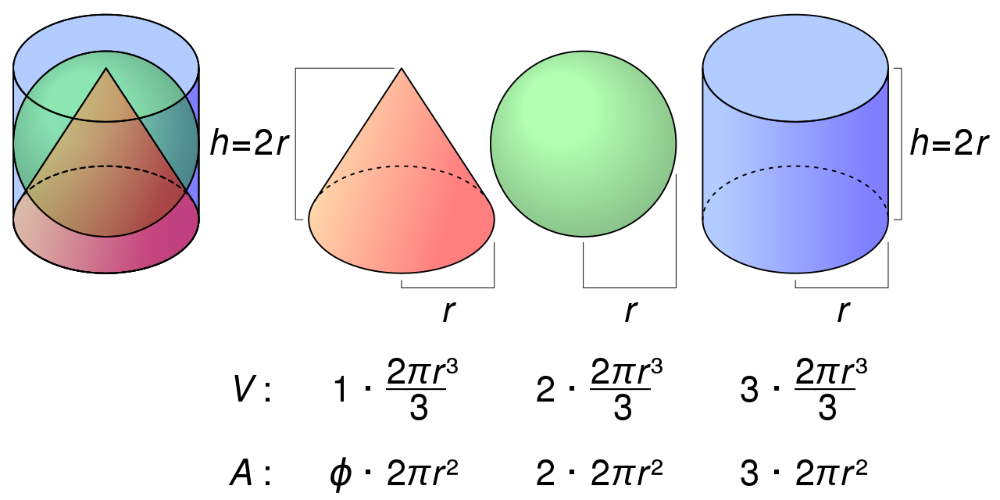 h=2r
h=2r
r r r
V : 1 · 2πr³/3 2 · 2πr³/3 3 · 2πr³/3
A : ϕ · 2πr² 2 · 2πr² 3 · 2πr²